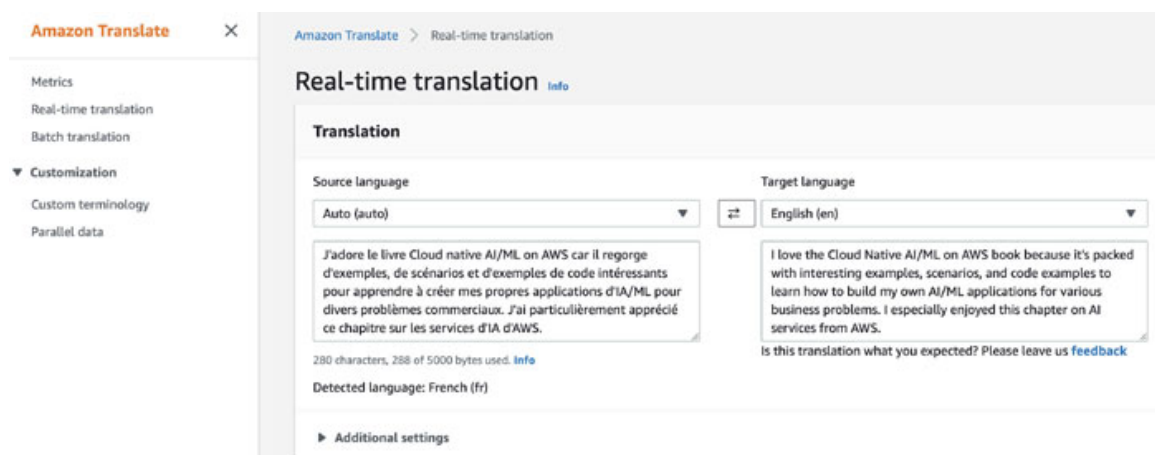 Amazon Translate ×
Metrics
Real-time translation
Batch translation
▼ Customization
Custom terminology
Parallel data
Amazon Translate > Real-time translation
Real-time translation Info
Translation
Source language
Auto (auto) ▼
J'adore le livre Cloud native AI/ML on AWS car il regorge
d'exemples, de scénarios et d'exemples de code intéressants
pour apprendre à créer mes propres applications d'IA/ML pour
divers problèmes commerciaux. J'ai particulièrement apprécié
ce chapitre sur les services d'IA d'AWS.
280 characters, 288 of 5000 bytes used. Info
Detected language: French (fr)
Target language
English (en) ▼
I love the Cloud Native AI/ML on AWS book because it's packed
with interesting examples, scenarios, and code examples to
learn how to build my own AI/ML applications for various
business problems. I especially enjoyed this chapter on AI
services from AWS.
Is this translation what you expected? Please leave us feedback
▶ Additional settings